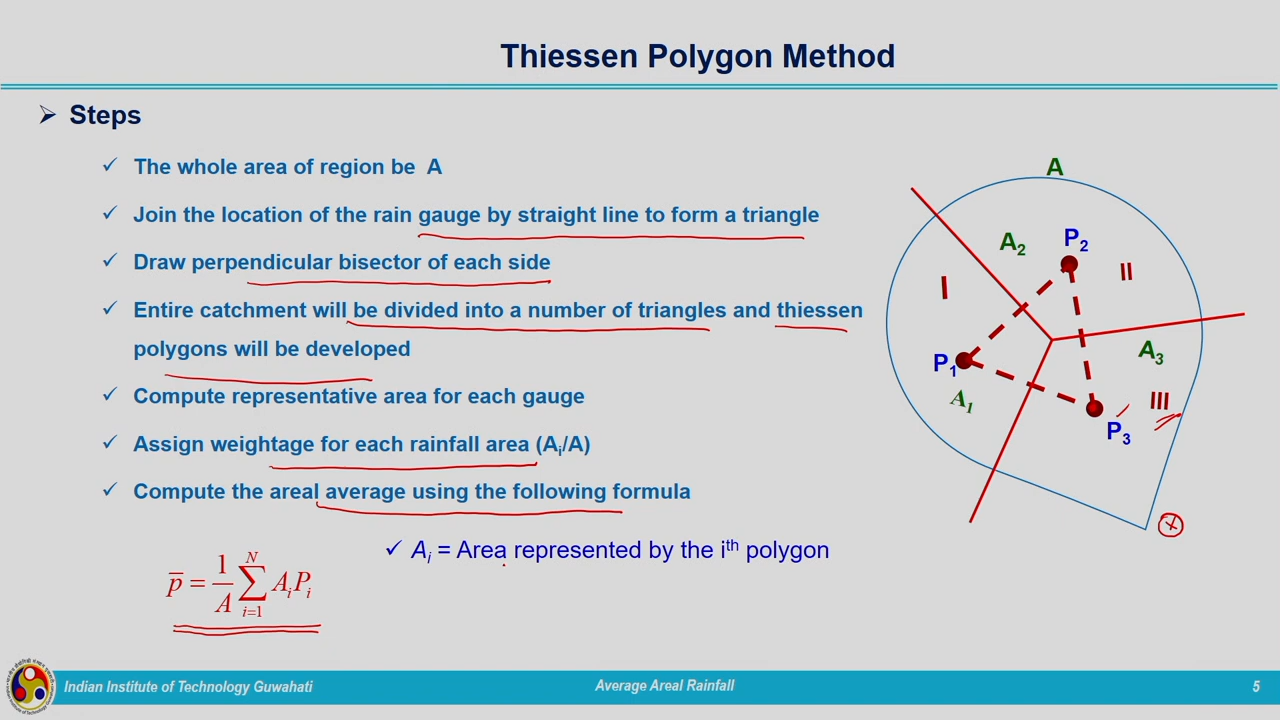 Thiessen Polygon Method
➢ Steps
✓ The whole area of region be A
✓ Join the location of the rain gauge by straight line to form a triangle
✓ Draw perpendicular bisector of each side
✓ Entire catchment will be divided into a number of triangles and thiessen
polygons will be developed
✓ Compute representative area for each gauge
✓ Assign weightage for each rainfall area (Aᵢ/A)
✓ Compute the areal average using the following formula
✓ Aᵢ = Area represented by the iᵗʰ polygon
p̅ = 1/A ∑ᵢ₌₁ᴺ AᵢPᵢ
A
A₂
P₂
II
I
A₃
P₁
A₁
III
P₃
Indian Institute of Technology Guwahati
Average Areal Rainfall
5